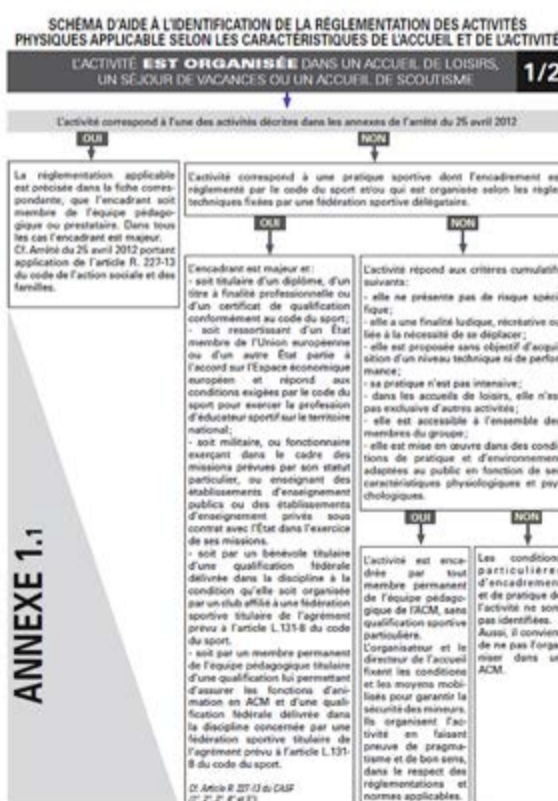 SCHÉMA D'AIDE À L'IDENTIFICATION DE LA RÉGLEMENTATION DES ACTIVITÉS
PHYSIQUES APPLICABLE SELON LES CARACTÉRISTIQUES DE L'ACCUEIL ET DE L'ACTIVITÉ
L'ACTIVITÉ EST ORGANISÉE DANS UN ACCUEIL DE LOISIRS,
UN SÉJOUR DE VACANCES OU UN ACCUEIL DE SCOUTISME
1/2
L'activité correspond à l'une des activités décrites dans les annexes de l'arrêté du 25 avril 2012
OUI
NON
La réglementation applicable
est précisée dans la fiche corres-
pondante, que l'encadrant soit
membre de l'équipe pédago-
gique ou prestataire. Dans tous
les cas l'encadrant est majeur.
Cf. Arrêté du 25 avril 2012 portant
application de l'article R. 227-13
du code de l'action sociale et des
familles.
L'activité correspond à une pratique sportive dont l'encadrement es
réglementé par le code du sport et/ou qui est organisée selon les règle
techniques fixées par une fédération sportive délégataire.
OUI
NON
L'encadrant est majeur et :
- soit titulaire d'un diplôme, d'un
titre à finalité professionnelle ou
d'un certificat de qualification
conformément au code du sport ;
- soit ressortissant d'un État
membre de l'Union européenne
ou d'un autre État partie à
l'accord sur l'Espace économique
européen et répond aux
conditions exigées par le code du
sport pour exercer la profession
d'éducateur sportif sur le territoire
national ;
- soit militaire, ou fonctionnaire
exerçant dans le cadre des
missions prévues par son statut
particulier, ou enseignant des
établissements d'enseignement
publics ou des établissements
d'enseignement privés sous
contrat avec l'État dans l'exercice
de ses missions.
- soit par un bénévole titulaire
d'une qualification fédérale
délivrée dans la discipline à la
condition qu'elle soit organisée
par un club affilié à une fédération
sportive titulaire de l'agrément
prévu à l'article L.131-8 du code
du sport.
- soit par un membre permanent
de l'équipe pédagogique titulaire
d'une qualification lui permettant
d'assurer les fonctions d'ani-
mation en ACM et d'une quali-
fication fédérale délivrée dans
la discipline concernée par une
fédération sportive titulaire de
l'agrément prévu à l'article L.131-
8 du code du sport.
Cf. Article R 227-13 du CASF
L'activité répond aux critères cumulatifs
suivants :
- elle ne présente pas de risque spéci
fique ;
- elle a une finalité ludique, récréative ou
liée à la nécessité de se déplacer ;
- elle est proposée sans objectif d'acqui
sition d'un niveau technique ni de perfor
mance ;
- sa pratique n'est pas intensive ;
- dans les accueils de loisirs, elle n'es
pas exclusive d'autres activités ;
- elle est accessible à l'ensemble des
membres du groupe ;
- elle est mise en œuvre dans des condi
tions de pratique et d'environnement
adaptées au public en fonction de ses
caractéristiques physiologiques et psy
chologiques.
OUI
NON
L'activité est enca-
drée par tout
membre permanent
de l'équipe pédago-
gique de l'ACM, sans
qualification sportive
particulière.
L'organisateur et le
directeur de l'accueil
fixent les conditions
et les moyens mobi-
lisés pour garantir la
sécurité des mineurs.
Ils organisent l'ac-
tivité en faisant
preuve de pragma-
tisme et de bon sens,
dans le respect des
réglementations et
normes applicables.
Les conditions
particulières
d'encadremen
et de pratique de
l'activité ne son
pas identifiées.
Aussi, il convien
de ne pas l'orga
niser dans un
ACM.
ANNEXE 1.1